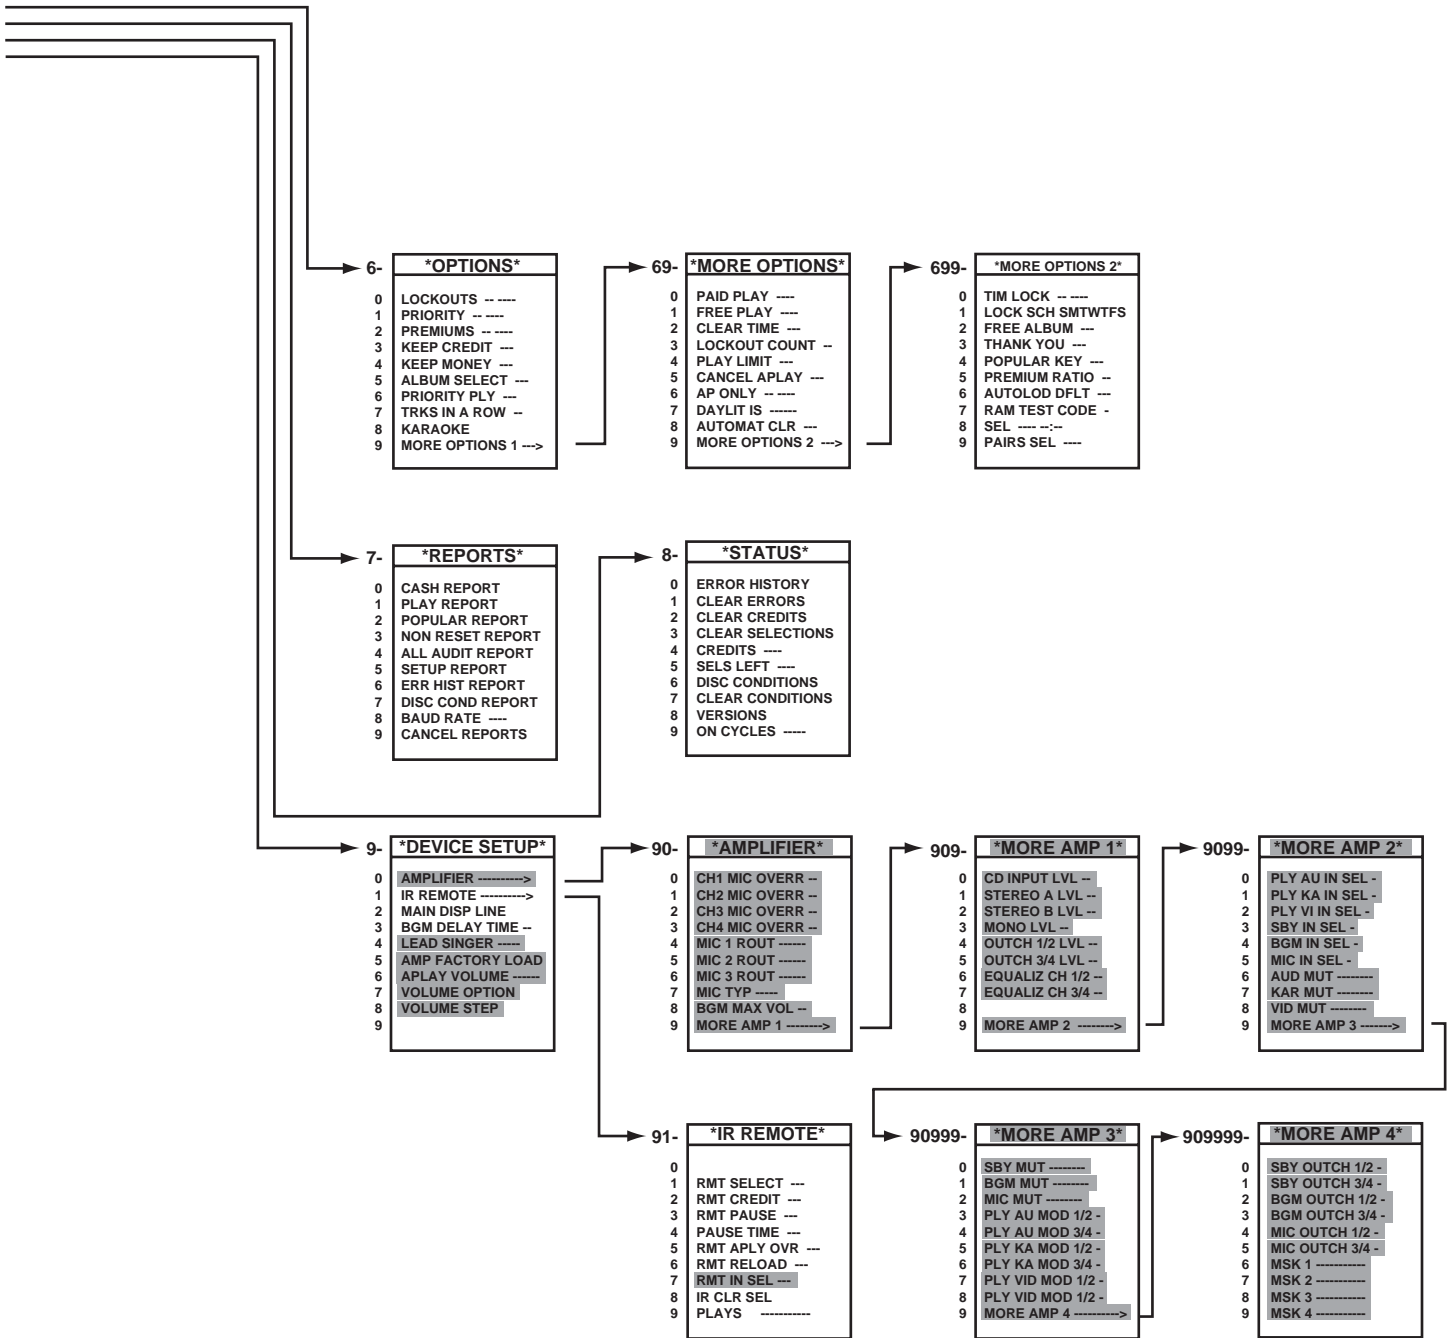 6- *OPTIONS*
0 LOCKOUTS -- ----
1 PRIORITY -- ----
2 PREMIUMS -- ----
3 KEEP CREDIT ---
4 KEEP MONEY ---
5 ALBUM SELECT ---
6 PRIORITY PLY ---
7 TRKS IN A ROW --
8 KARAOKE
9 MORE OPTIONS 1 --->
69- *MORE OPTIONS*
0 PAID PLAY ----
1 FREE PLAY ----
2 CLEAR TIME ---
3 LOCKOUT COUNT --
4 PLAY LIMIT ---
5 CANCEL APLAY ---
6 AP ONLY -- ----
7 DAYLIT IS ------
8 AUTOMAT CLR ---
9 MORE OPTIONS 2 --->
699- *MORE OPTIONS 2*
0 TIM LOCK -- ----
1 LOCK SCH SMTWTFS
2 FREE ALBUM ---
3 THANK YOU ---
4 POPULAR KEY ---
5 PREMIUM RATIO --
6 AUTOLOD DFLT ---
7 RAM TEST CODE -
8 SEL ---- --:--
9 PAIRS SEL ----
7- *REPORTS*
0 CASH REPORT
1 PLAY REPORT
2 POPULAR REPORT
3 NON RESET REPORT
4 ALL AUDIT REPORT
5 SETUP REPORT
6 ERR HIST REPORT
7 DISC COND REPORT
8 BAUD RATE ----
9 CANCEL REPORTS
8- *STATUS*
0 ERROR HISTORY
1 CLEAR ERRORS
2 CLEAR CREDITS
3 CLEAR SELECTIONS
4 CREDITS ----
5 SELS LEFT ----
6 DISC CONDITIONS
7 CLEAR CONDITIONS
8 VERSIONS
9 ON CYCLES -----
9- *DEVICE SETUP*
0 AMPLIFIER ---------->
1 IR REMOTE ---------->
2 MAIN DISP LINE
3 BGM DELAY TIME --
4 LEAD SINGER -----
5 AMP FACTORY LOAD
6 APLAY VOLUME ------
7 VOLUME OPTION
8 VOLUME STEP
9
90- *AMPLIFIER*
0 CH1 MIC OVERR --
1 CH2 MIC OVERR --
2 CH3 MIC OVERR --
3 CH4 MIC OVERR --
4 MIC 1 ROUT ------
5 MIC 2 ROUT ------
6 MIC 3 ROUT ------
7 MIC TYP -----
8 BGM MAX VOL --
9 MORE AMP 1 -------->
909- *MORE AMP 1*
0 CD INPUT LVL --
1 STEREO A LVL --
2 STEREO B LVL --
3 MONO LVL --
4 OUTCH 1/2 LVL --
5 OUTCH 3/4 LVL --
6 EQUALIZ CH 1/2 --
7 EQUALIZ CH 3/4 --
8
9 MORE AMP 2 -------->
9099- *MORE AMP 2*
0 PLY AU IN SEL -
1 PLY KA IN SEL -
2 PLY VI IN SEL -
3 SBY IN SEL -
4 BGM IN SEL -
5 MIC IN SEL -
6 AUD MUT --------
7 KAR MUT --------
8 VID MUT --------
9 MORE AMP 3 ------->
91- *IR REMOTE*
0
1 RMT SELECT ---
2 RMT CREDIT ---
3 RMT PAUSE ---
4 PAUSE TIME ---
5 RMT APLY OVR ---
6 RMT RELOAD ---
7 RMT IN SEL ---
8 IR CLR SEL
9 PLAYS -----------
90999- *MORE AMP 3*
0 SBY MUT --------
1 BGM MUT --------
2 MIC MUT --------
3 PLY AU MOD 1/2 -
4 PLY AU MOD 3/4 -
5 PLY KA MOD 1/2 -
6 PLY KA MOD 3/4 -
7 PLY VID MOD 1/2 -
8 PLY VID MOD 1/2 -
9 MORE AMP 4 ---------->
909999- *MORE AMP 4*
0 SBY OUTCH 1/2 -
1 SBY OUTCH 3/4 -
2 BGM OUTCH 1/2 -
3 BGM OUTCH 3/4 -
4 MIC OUTCH 1/2 -
5 MIC OUTCH 3/4 -
6 MSK 1 -----------
7 MSK 2 -----------
8 MSK 3 -----------
9 MSK 4 -----------